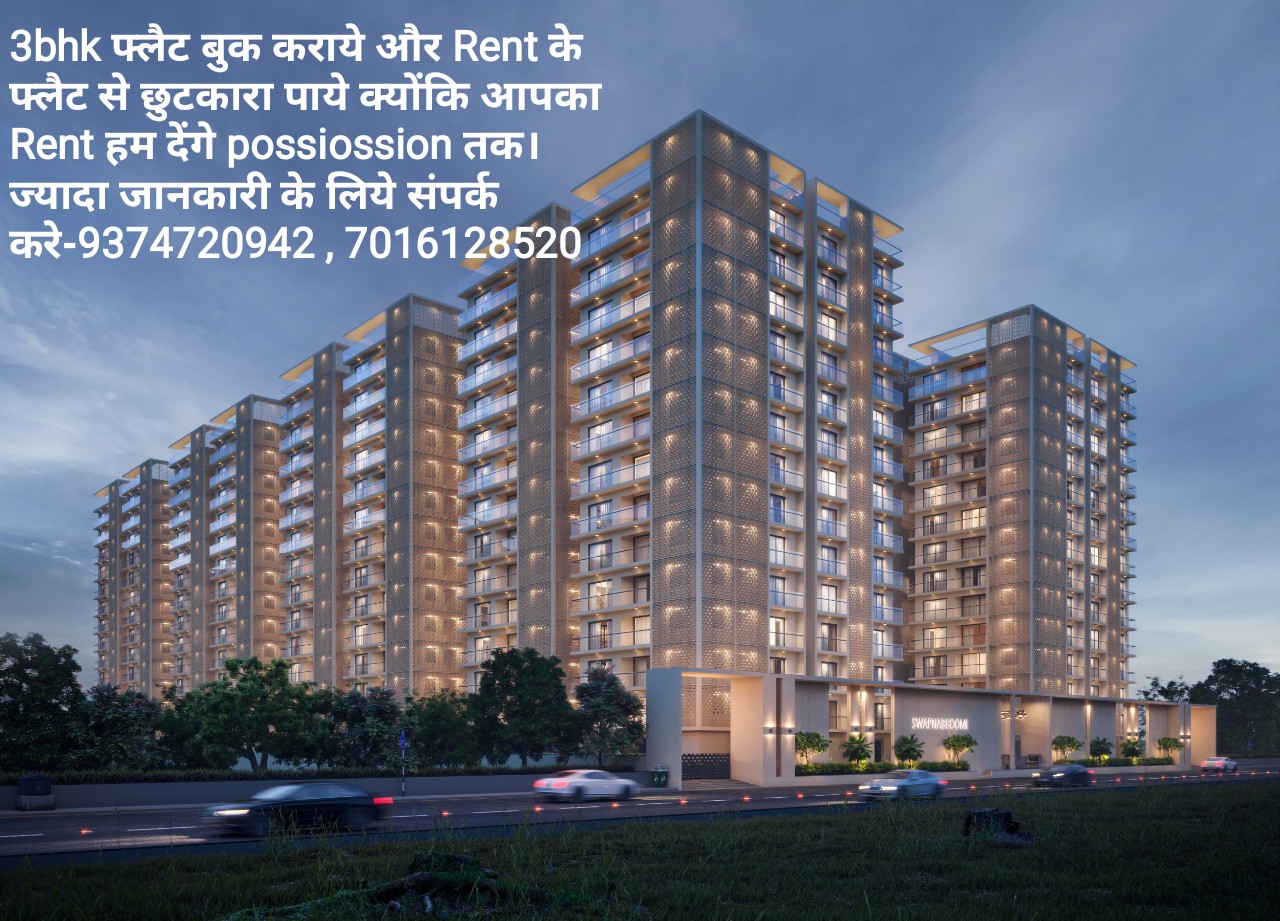 3bhk फ्लैट बुक कराये और Rent के
फ्लैट से छुटकारा पाये क्योंकि आपका
Rent हम देंगे possiossion तक।
ज्यादा जानकारी के लिये संपर्क
करे-9374720942 , 7016128520
SWAPNABHOOMI